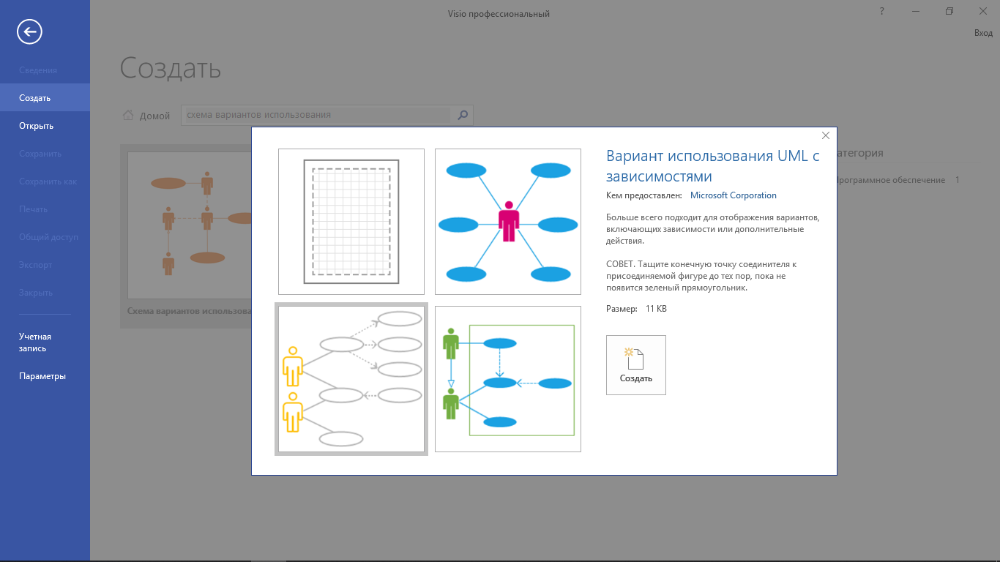 Visio профессиональный
?
Вход
Сведения
Создать
Открыть
Сохранить
Сохранить как
Печать
Общий доступ
Экспорт
Закрыть
Учетная
запись
Параметры
Создать
Домой
схема вариантов использования
Схема вариантов использова
атегория
рограммное обеспечение 1
Вариант использования UML с
зависимостями
Кем предоставлен: Microsoft Corporation
Больше всего подходит для отображения вариантов,
включающих зависимости или дополнительные
действия.
СОВЕТ. Тащите конечную точку соединителя к
присоединяемой фигуре до тех пор, пока не
появится зеленый прямоугольник.
Размер: 11 KB
Создать